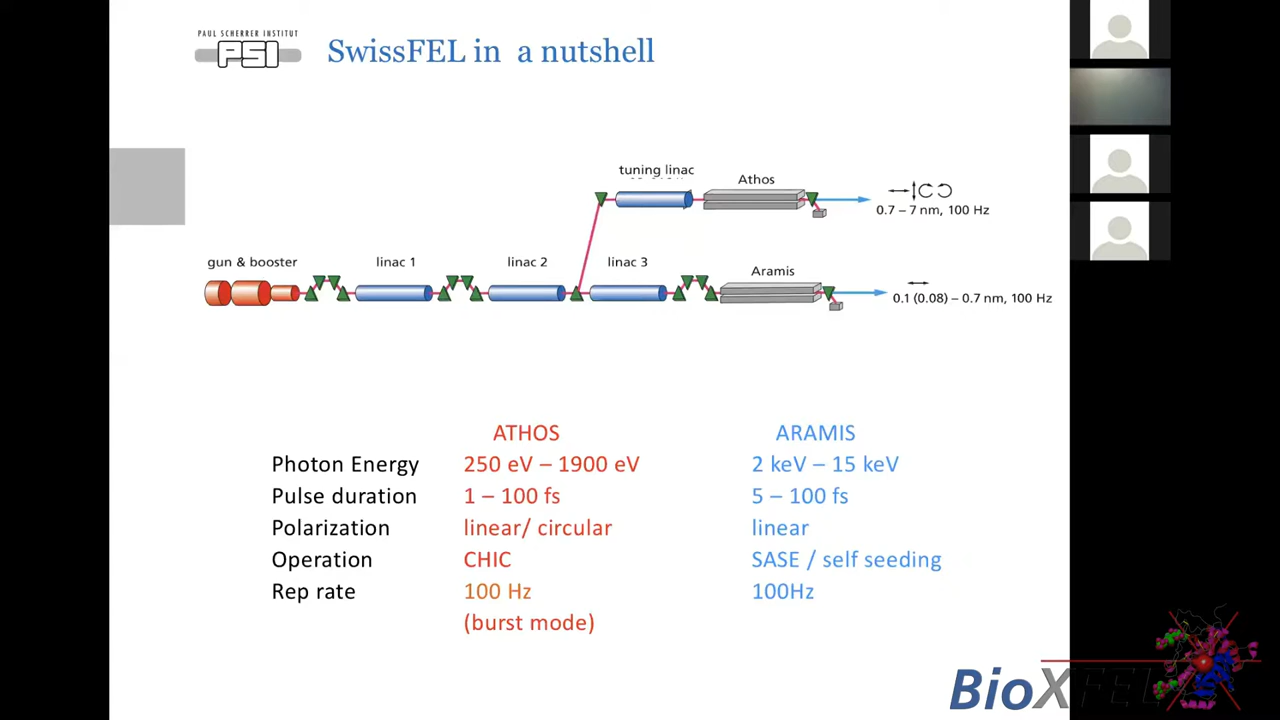 PAUL SCHERRER INSTITUT
PSI
SwissFEL in a nutshell
tuning linac
Athos
0.7 – 7 nm, 100 Hz
gun & booster
linac 1
linac 2
linac 3
Aramis
0.1 (0.08) – 0.7 nm, 100 Hz
ATHOS ARAMIS
Photon Energy 250 eV – 1900 eV 2 keV – 15 keV
Pulse duration 1 – 100 fs 5 – 100 fs
Polarization linear/ circular linear
Operation CHIC SASE / self seeding
Rep rate 100 Hz 100Hz
(burst mode)
BioXFEL